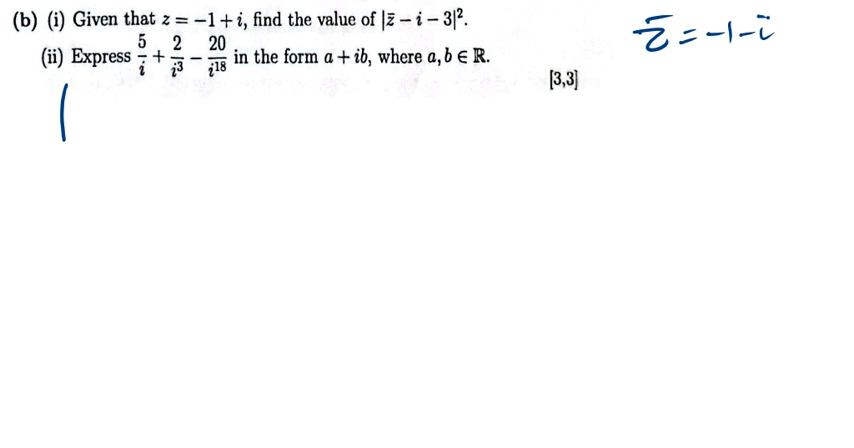 (b) (i) Given that z = −1 + i, find the value of |z̄ − i − 3|².
(ii) Express 5/i + 2/i³ − 20/i¹⁸ in the form a + ib, where a, b ∈ ℝ.
[3,3]
z̄ = −1 − i